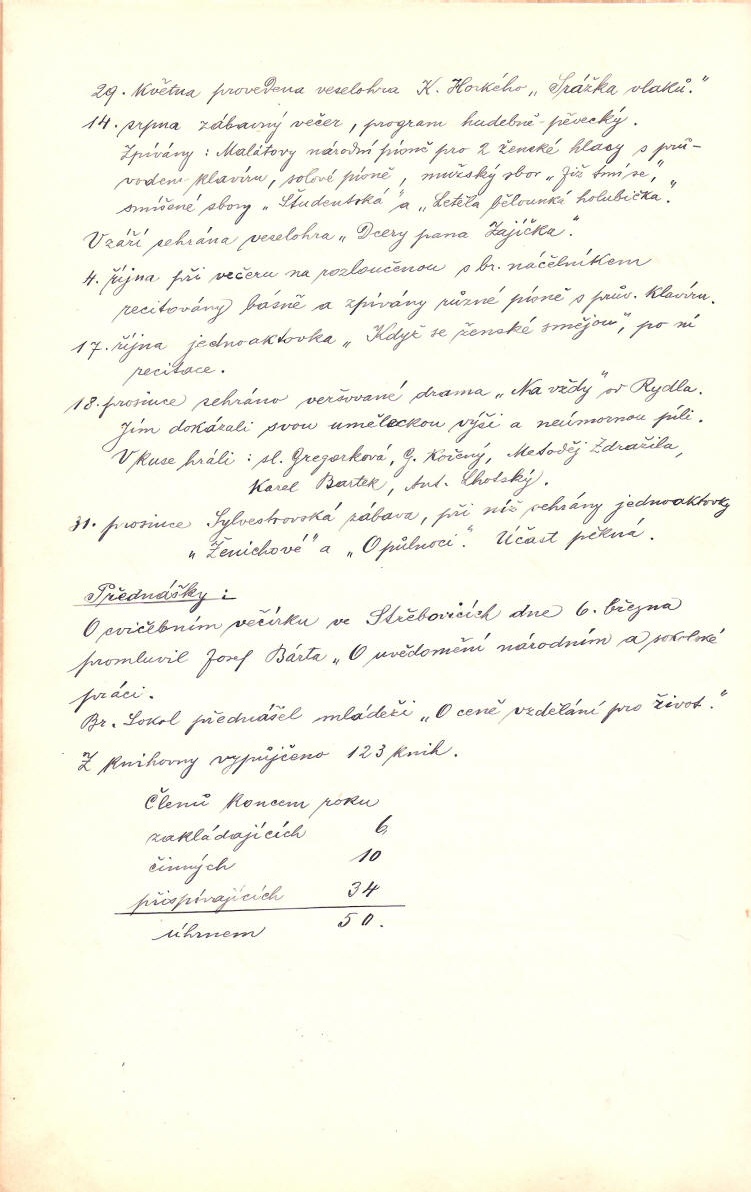 29. Května provedena veselohra K. Horkého „Srážka vlaků."
14. srpna zábavný večer, program hudebně-pěvecký.
Zpívány: Malátovy národní písně pro 2 ženské hlasy s prů-
vodem klavíru, solové písně, mužský sbor „Již tmí se",
smíšené sbory „Študentská" a „Letěla bělounká holubička."
V září sehrána veselohra „Dcery pana Zajíčka".
4. října při večeru na rozloučenou s br. náčelníkem
recitovány básně a zpívány různé písně s prův. klavíru.
17. října jednoaktovka „Když se ženské smějou", po ní
recitace.
18. prosince sehráno veršované drama „Na vždy" od Rydla.
Jím dokázali svou uměleckou výši a neúmornou píli.
V kuse hráli: sl. Gregorková, G. Kořený, Metoděj Zdražila,
Karel Bartek, Ant. Lhotský.
31. prosince Sylvestrovská zábava, při níž sehrány jednoaktovky
„Ženichové" a „O půlnoci." Účast pěkná.
Přednášky:
O cvičebním večírku ve Střebovicích dne 6. března
promluvil Josef Bárta „O uvědomění národním a sokolské
práci.
Br. Sokol přednášel mládeži „O ceně vzdělání pro život."
Z knihovny vypůjčeno 123 knih.
Členů koncem roku
zakládajících 6
činných 10
přispívajících 34
úhrnem 50.